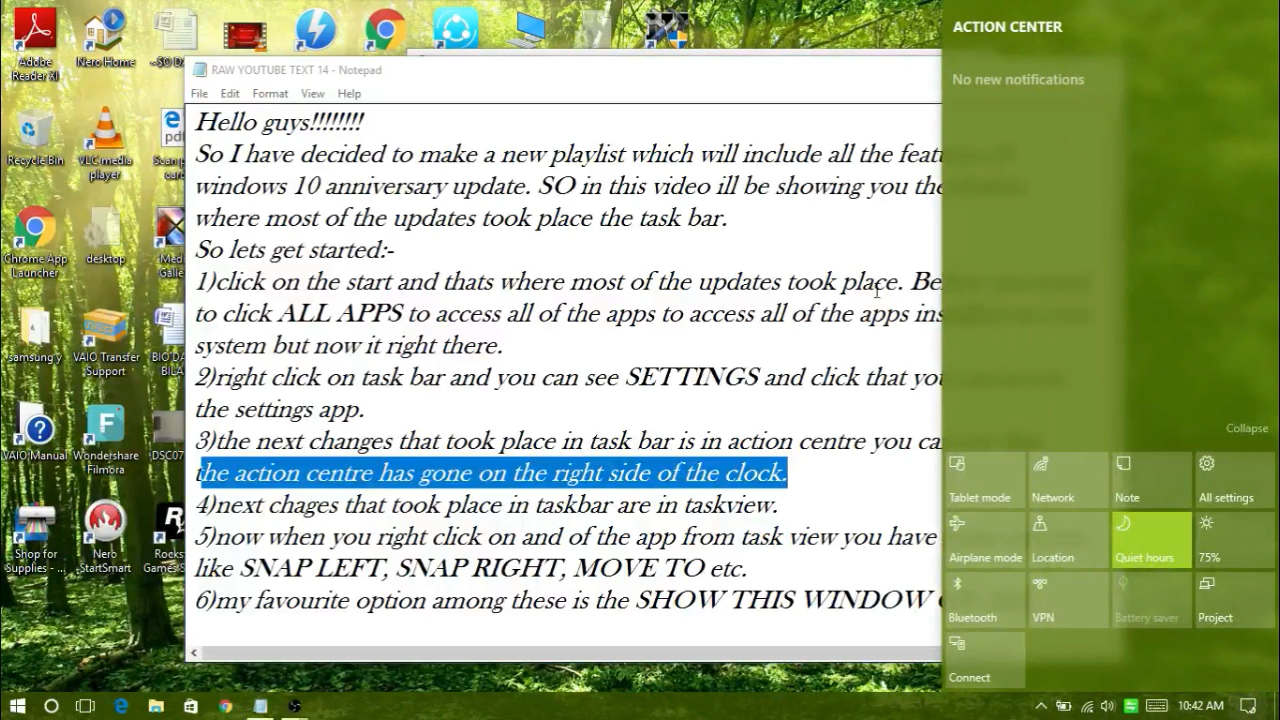 Adobe
Reader XI
Nero Home
~SO D
Recycle Bin
VLC media
player
Scan
card
pdf
Chrome App
Launcher
desktop
Med
Galle
samsung y
VAIO Transfer
Support
BIO DA
BILA
VAIO Manual
Wondershare
Filmora
DSC07
Shop for
Supplies - ...
Nero
StartSmart
Rocks
Games S
RAW YOUTUBE TEXT 14 - Notepad
File Edit Format View Help
Hello guys!!!!!!!!
So I have decided to make a new playlist which will include all the feat
windows 10 anniversary update. SO in this video ill be showing you the
where most of the updates took place the task bar.
So lets get started:-
1)click on the start and thats where most of the updates took place. Be
to click ALL APPS to access all of the apps to access all of the apps ins
system but now it right there.
2)right click on task bar and you can see SETTINGS and click that you
the settings app.
3)the next changes that took place in task bar is in action centre you ca
the action centre has gone on the right side of the clock.
4)next chages that took place in taskbar are in taskview.
5)now when you right click on and of the app from task view you have
like SNAP LEFT, SNAP RIGHT, MOVE TO etc.
6)my favourite option among these is the SHOW THIS WINDOW
ACTION CENTER
No new notifications
Collapse
Tablet mode Network Note All settings
Airplane mode Location Quiet hours 75%
Bluetooth VPN Battery saver Project
Connect
10:42 AM